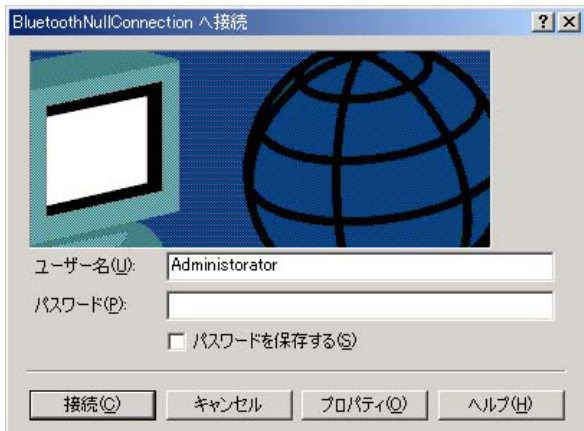 BluetoothNullConnection へ接続
ユーザー名(U):
Administorator
パスワード(P):
パスワードを保存する(S)
接続(C)
キャンセル
プロパティ(O)
ヘルプ(H)